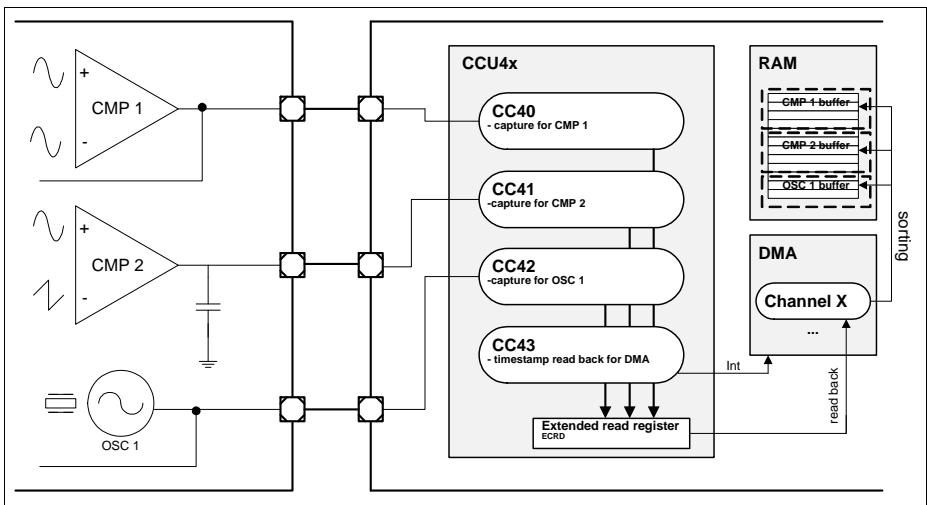 +
CMP 1
-
+
CMP 2
-
OSC 1
CCU4x
CC40
- capture for CMP 1
CC41
-capture for CMP 2
CC42
-capture for OSC 1
CC43
- timestamp read back for DMA
Extended read register
ECRD
Int
read back
RAM
CMP 1 buffer
CMP 2 buffer
OSC 1 buffer
sorting
DMA
Channel X
...